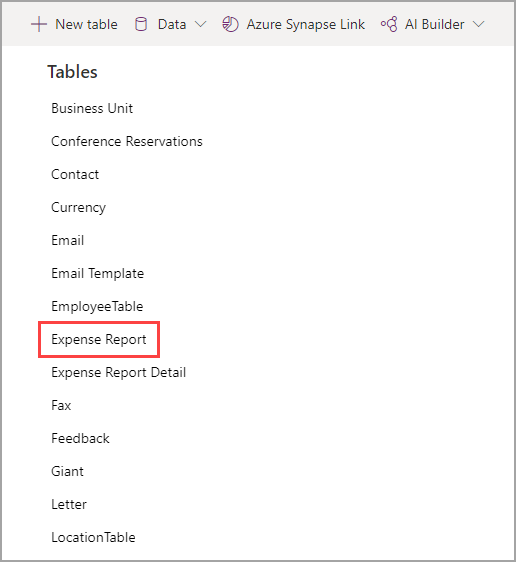 New table Data Azure Synapse Link AI Builder
Tables
Business Unit
Conference Reservations
Contact
Currency
Email
Email Template
EmployeeTable
Expense Report
Expense Report Detail
Fax
Feedback
Giant
Letter
LocationTable